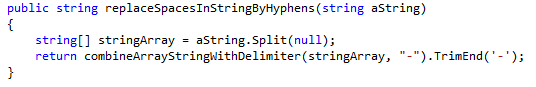 public string replaceSpacesInStringByHyphens(string aString)
{
string[] stringArray = aString.Split(null);
return combineArrayStringWithDelimiter(stringArray, "-").TrimEnd('-');
}